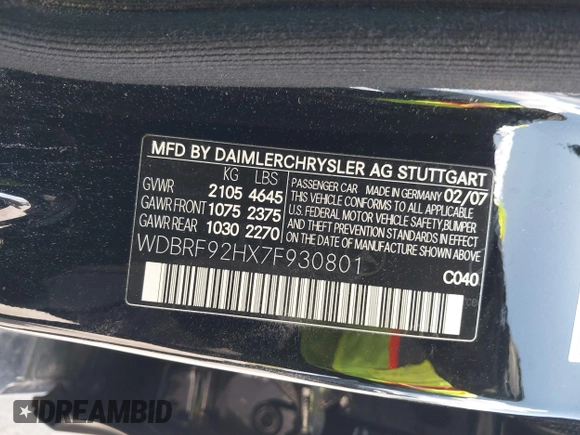 MFD BY DAIMLERCHRYSLER AG STUTTGART
KG LBS
GVWR 2105 4645
GAWR FRONT 1075 2375
GAWR REAR 1030 2270
PASSENGER CAR MADE IN GERMANY 02/07
THIS VEHICLE CONFORMS TO ALL APPLICABLE
U.S. FEDERAL MOTOR VEHICLE SAFETY, BUMPER,
AND THEFT PREVENTION STANDARDS IN EFFECT
ON THE DATE OF MANUFACTURE SHOWN ABOVE.
WDBRF92HX7F930801
C040
DREAMBID